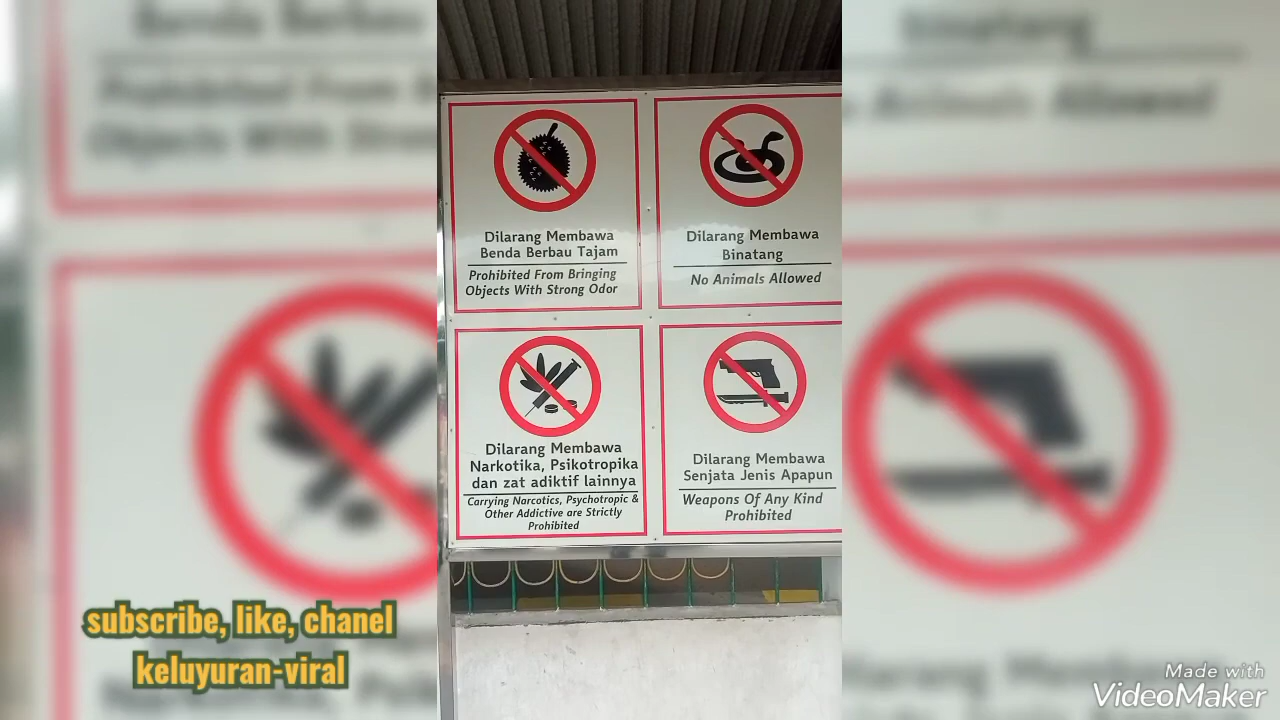 Dilarang Membawa
Benda Berbau Tajam
Prohibited From Bringing
Objects With Strong Odor
Dilarang Membawa
Binatang
No Animals Allowed
Dilarang Membawa
Narkotika, Psikotropika
dan zat adiktif lainnya
Carrying Narcotics, Psychotropic &
Other Addictive are Strictly
Prohibited
Dilarang Membawa
Senjata Jenis Apapun
Weapons Of Any Kind
Prohibited
subscribe, like, chanel
keluyuran-viral
Made with
VideoMaker